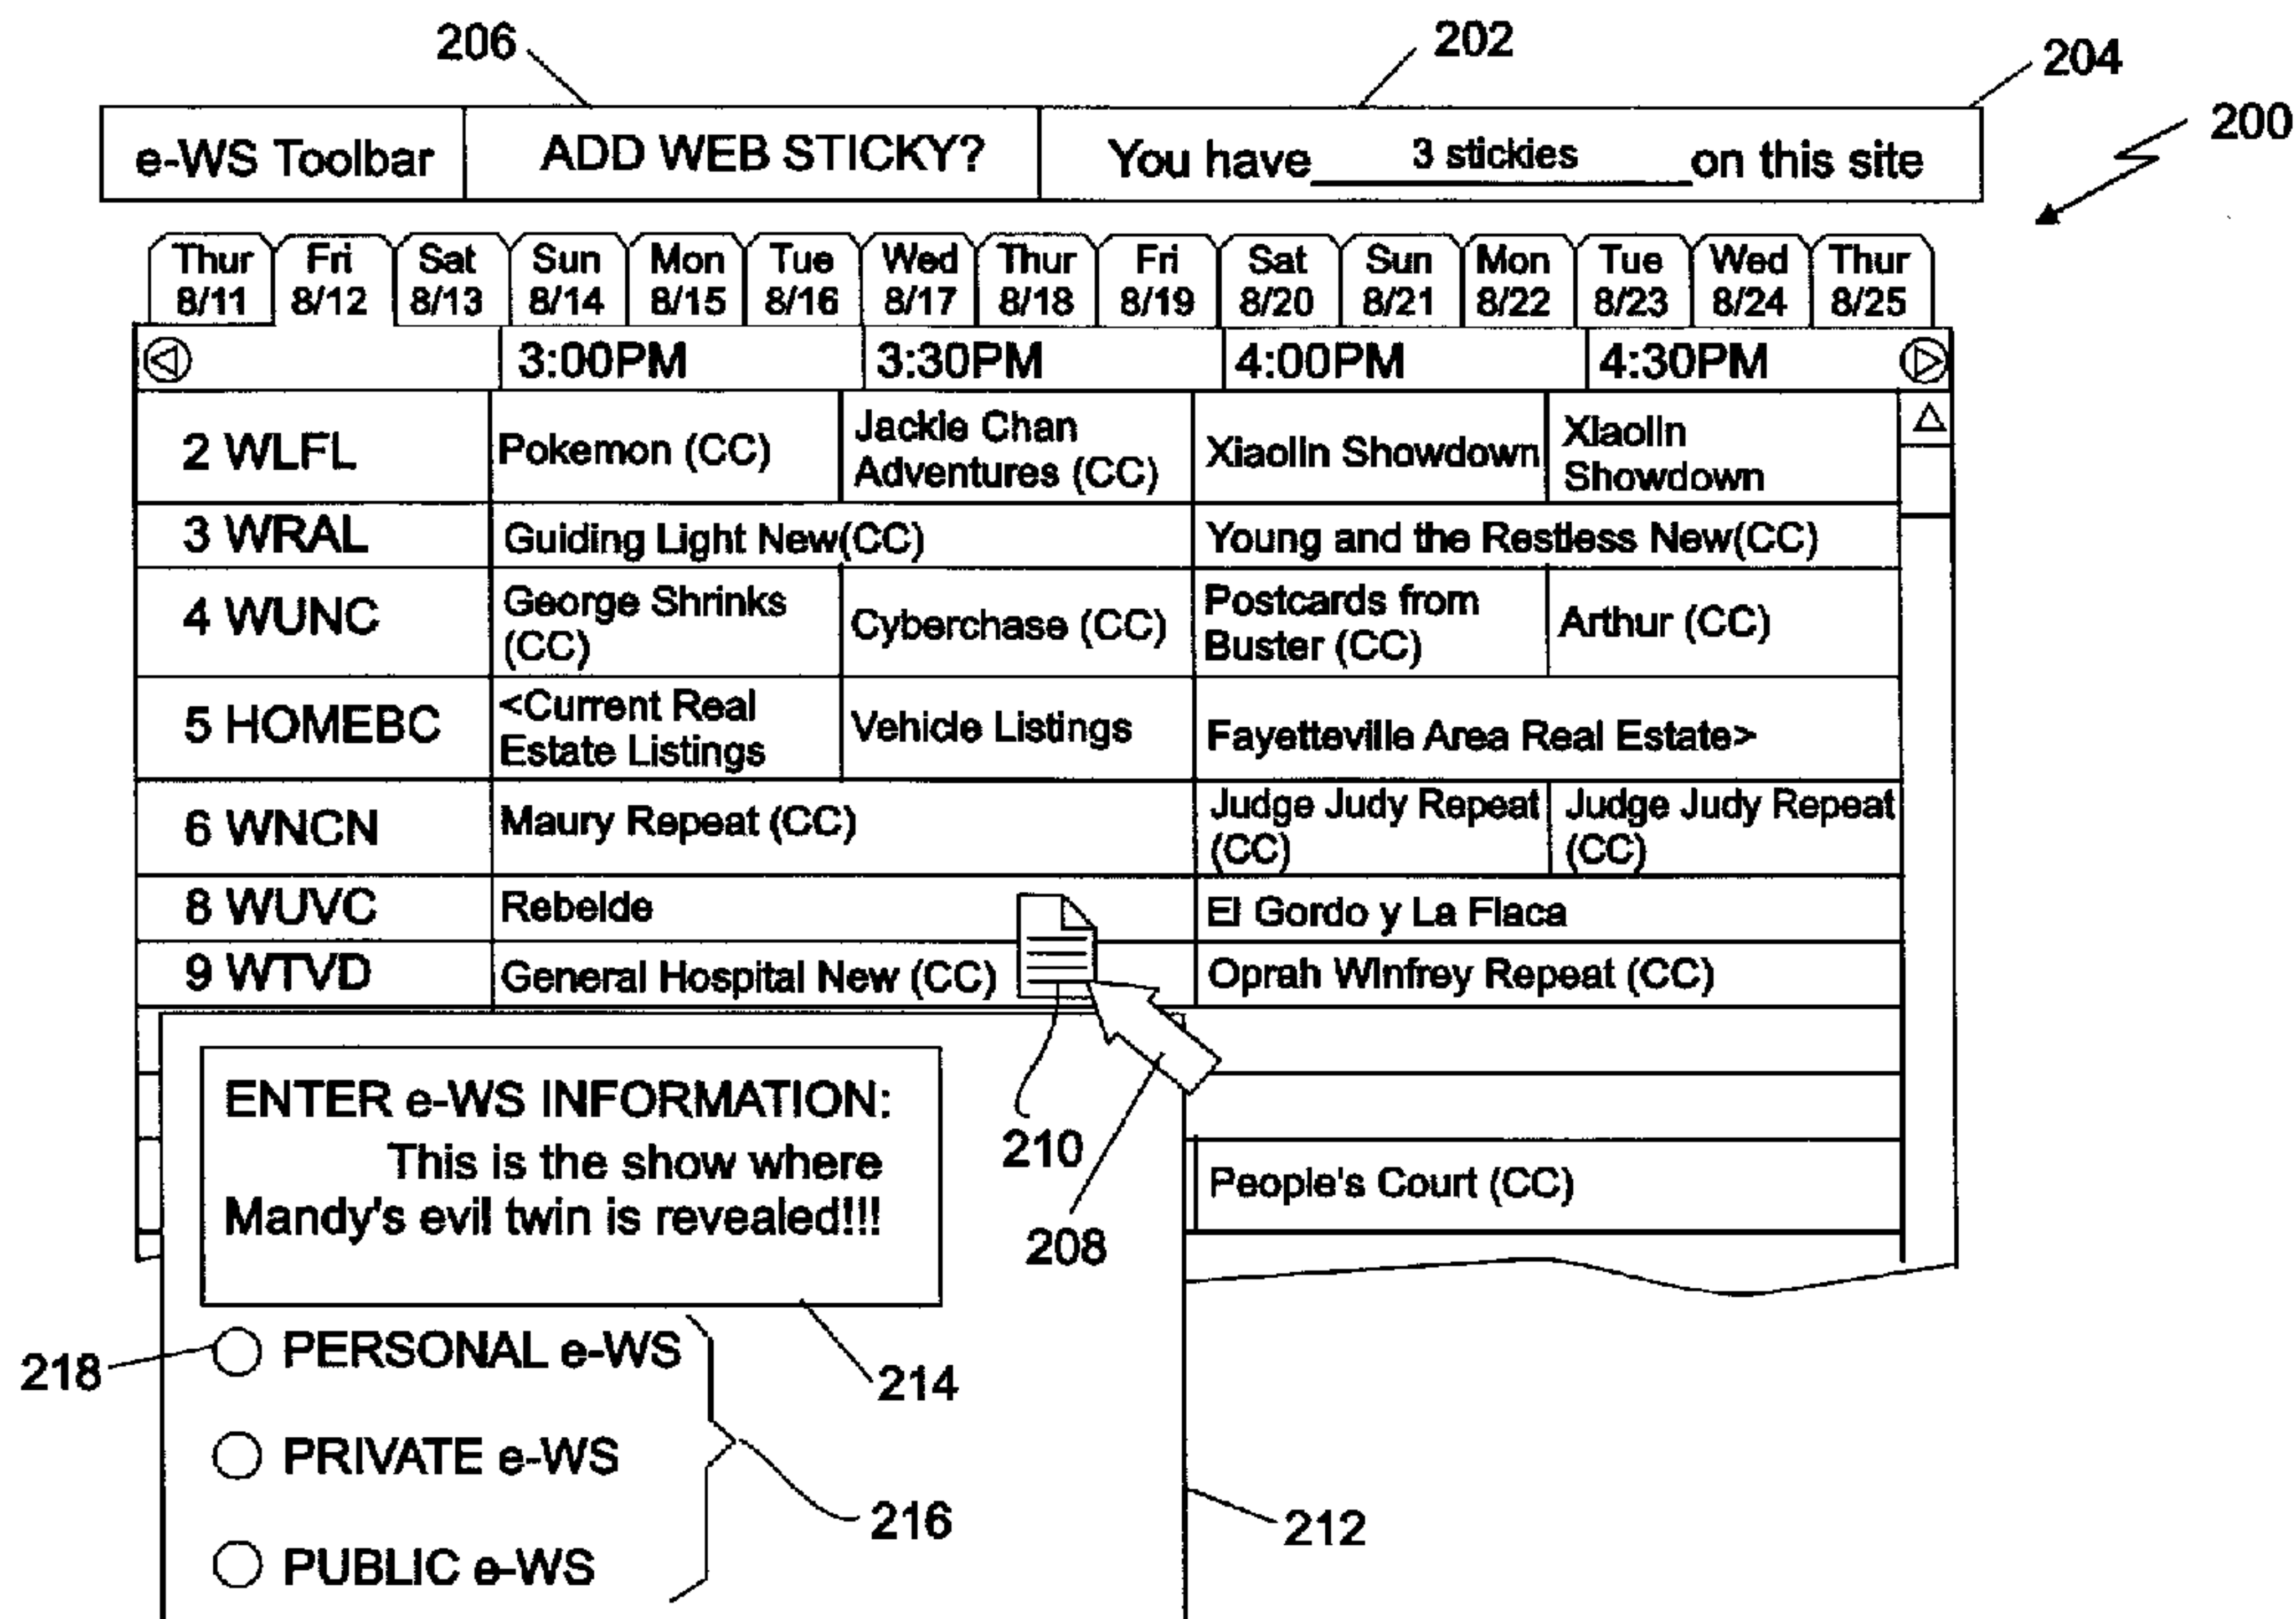 206 202 204
200
e-WS Toolbar ADD WEB STICKY? You have 3 stickies on this site
Thur Fri Sat Sun Mon Tue Wed Thur Fri Sat Sun Mon Tue Wed Thur
8/11 8/12 8/13 8/14 8/15 8/16 8/17 8/18 8/19 8/20 8/21 8/22 8/23 8/24 8/25
3:00PM 3:30PM 4:00PM 4:30PM
2 WLFL
Pokemon (CC)
Jackie Chan
Adventures (CC)
Xiaolin Showdown
Xiaolin
Showdown
3 WRAL
Guiding Light New(CC)
Young and the Restless New(CC)
4 WUNC
George Shrinks
(CC)
Cyberchase (CC)
Postcards from
Buster (CC)
Arthur (CC)
5 HOMEBC
<Current Real
Estate Listings
Vehicle Listings
Fayetteville Area Real Estate>
6 WNCN
Maury Repeat (CC)
Judge Judy Repeat
(CC)
Judge Judy Repeat
(CC)
8 WUVC
Rebelde
El Gordo y La Flaca
9 WTVD
General Hospital New (CC)
Oprah Winfrey Repeat (CC)
ENTER e-WS INFORMATION:
This is the show where
Mandy's evil twin is revealed!!!
210
208
People's Court (CC)
218
PERSONAL e-WS
214
PRIVATE e-WS
216
212
PUBLIC e-WS